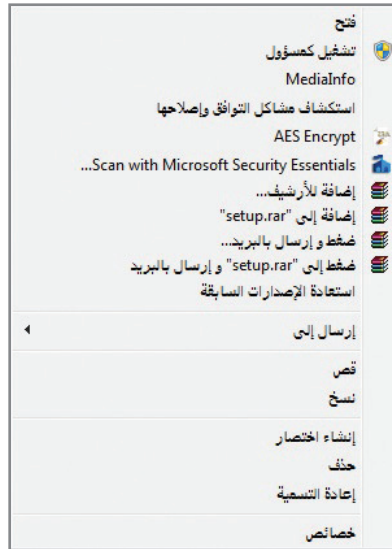 فتح
تشغيل كمسؤول
MediaInfo
استكشاف مشاكل التوافق وإصلاحها
AES Encrypt
Scan with Microsoft Security Essentials...
إضافة للأرشيف...
إضافة إلى "setup.rar"
ضغط و إرسال بالبريد...
ضغط إلى "setup.rar" و إرسال بالبريد
استعادة الإصدارات السابقة
إرسال إلى
قص
نسخ
إنشاء اختصار
حذف
إعادة التسمية
خصائص